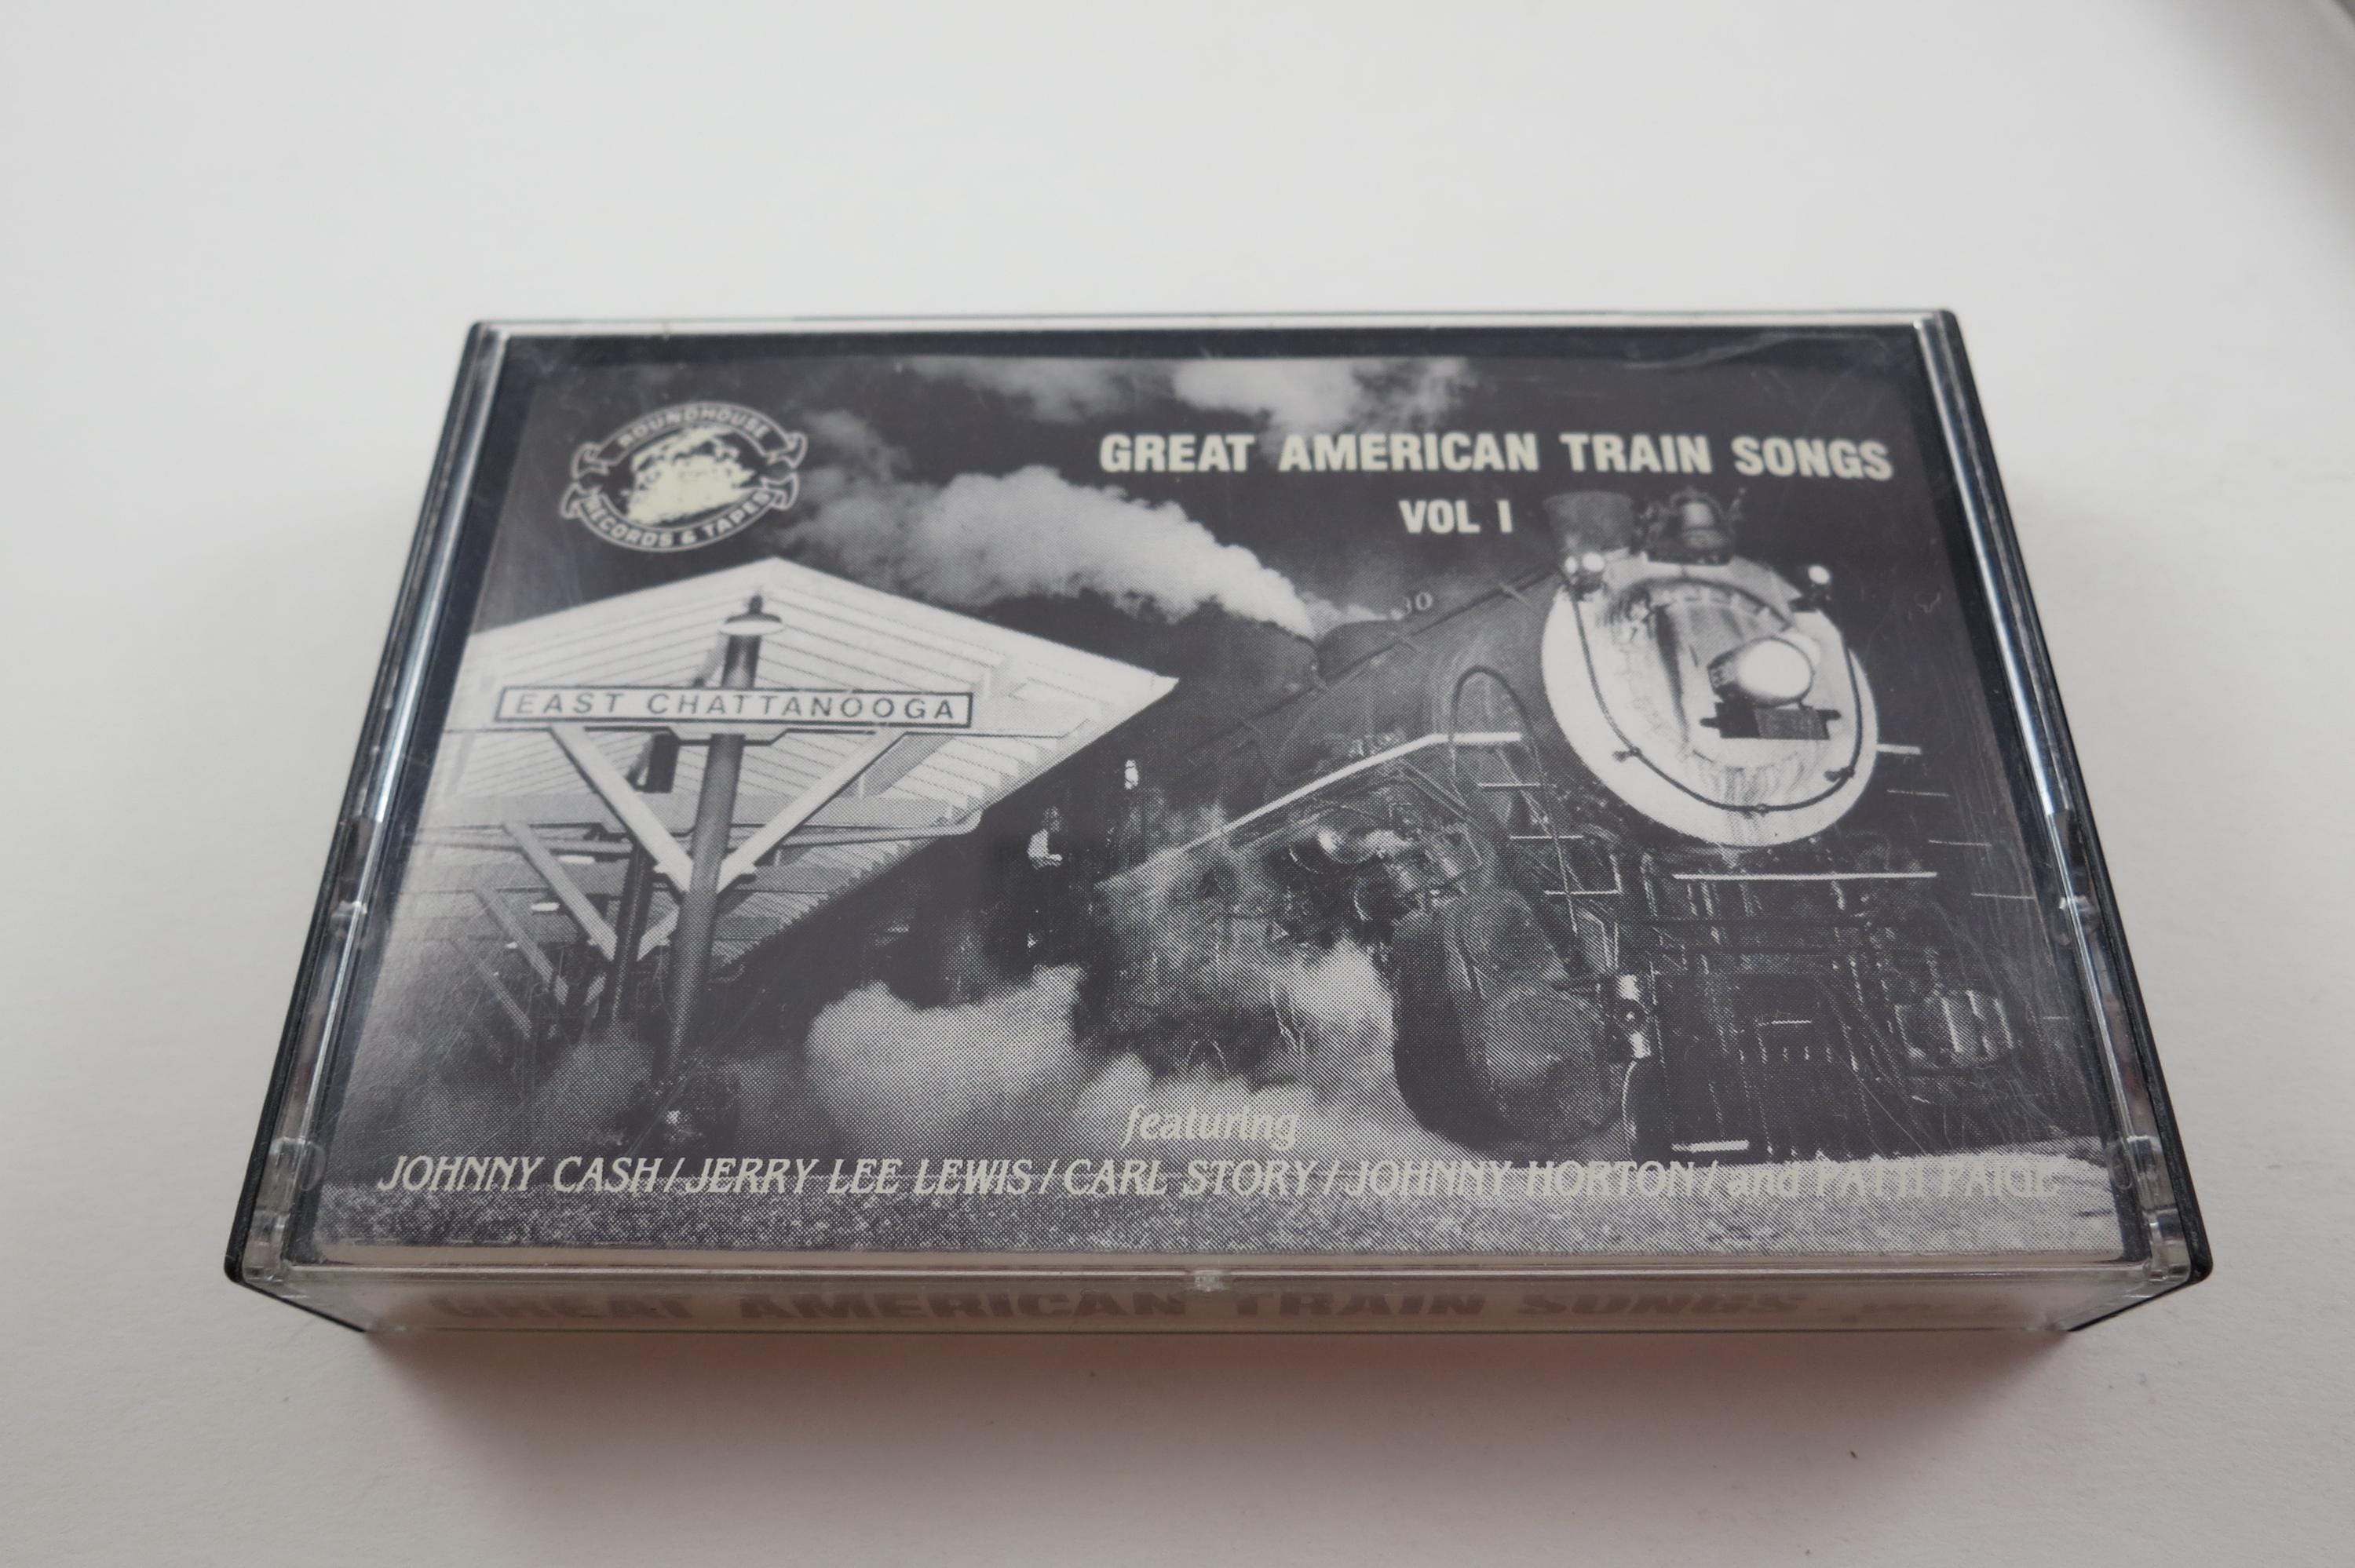 ROUNDHOUSE
RECORDS & TAPES
GREAT AMERICAN TRAIN SONGS
VOL I
30
EAST CHATTANOOGA
featuring
JOHNNY CASH / JERRY LEE LEWIS / CARL STORY / JOHNNY HORTON / and PATTI PAIGE
GREAT AMERICAN TRAIN SONGS